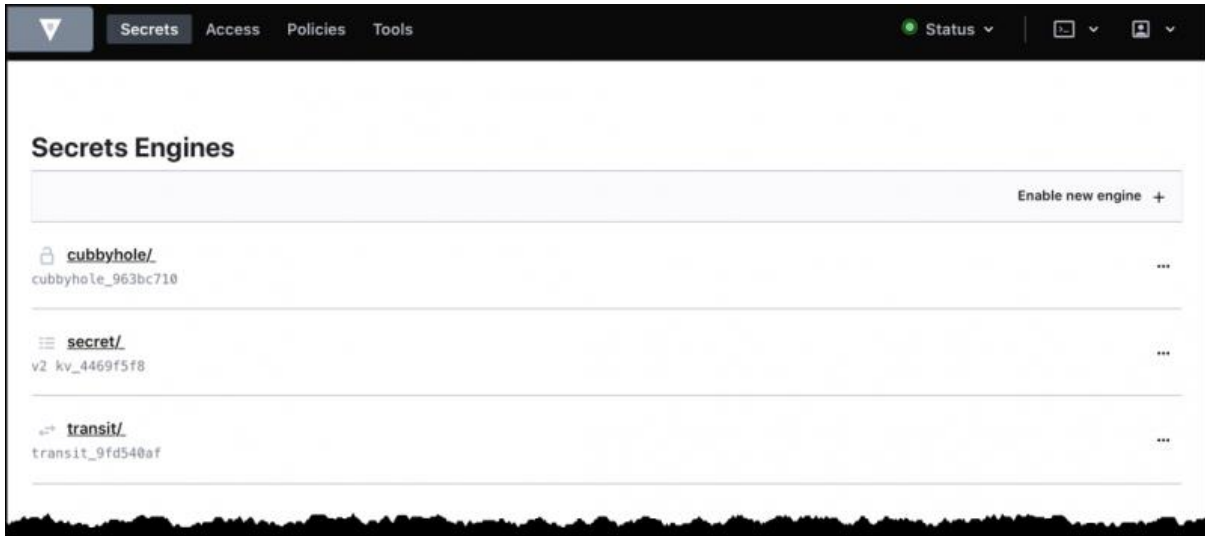 Secrets Access Policies Tools Status
Secrets Engines
Enable new engine +
cubbyhole/
cubbyhole_963bc710
secret/
v2 kv_4469f5f8
transit/
transit_9fd540af